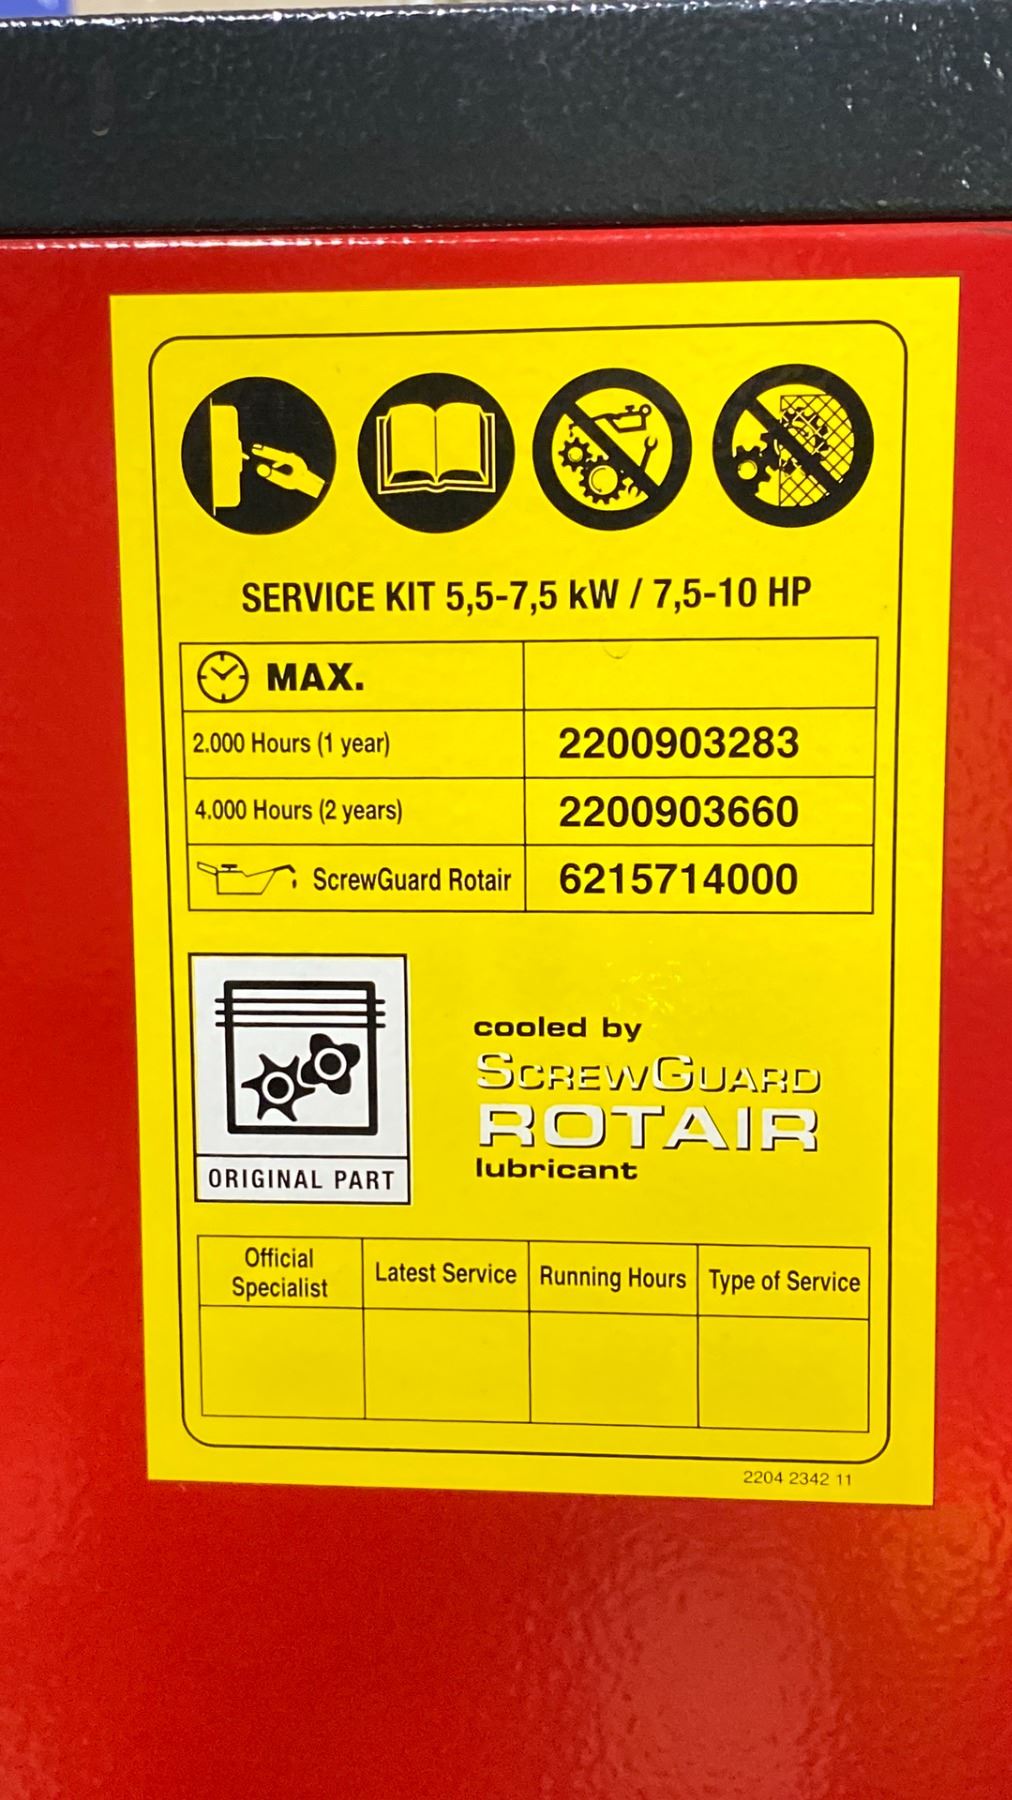 SERVICE KIT 5,5-7,5 kW / 7,5-10 HP
MAX.
2.000 Hours (1 year) 2200903283
4.000 Hours (2 years) 2200903660
ScrewGuard Rotair 6215714000
cooled by
SCREWGUARD
ROTAIR
lubricant
ORIGINAL PART
Official Specialist
Latest Service
Running Hours
Type of Service
2204 2342 11